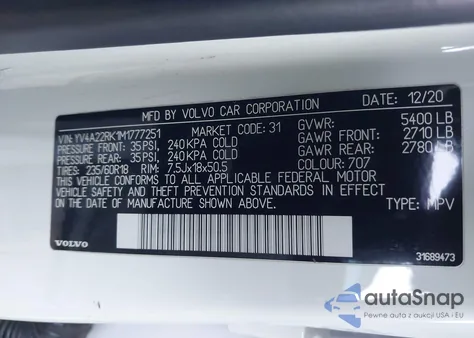 MFD BY VOLVO CAR CORPORATION DATE: 12/20
VIN: YV4A22RK1M1777251 MARKET CODE: 31 GVWR: 5400 LB
PRESSURE FRONT: 35PSI, 240KPA COLD GAWR FRONT: 2710 LB
PRESSURE REAR: 35PSI, 240KPA COLD GAWR REAR: 2780 LB
TIRES: 235/60R18 RIM: 7.5Jx18x50.5 COLOUR: 707
THIS VEHICLE CONFORMS TO ALL APPLICABLE FEDERAL MOTOR
VEHICLE SAFETY AND THEFT PREVENTION STANDARDS IN EFFECT
ON THE DATE OF MANUFACTURE SHOWN ABOVE. TYPE: MPV
VOLVO 31689473
autoSnap
Pewne auta z USA i EU